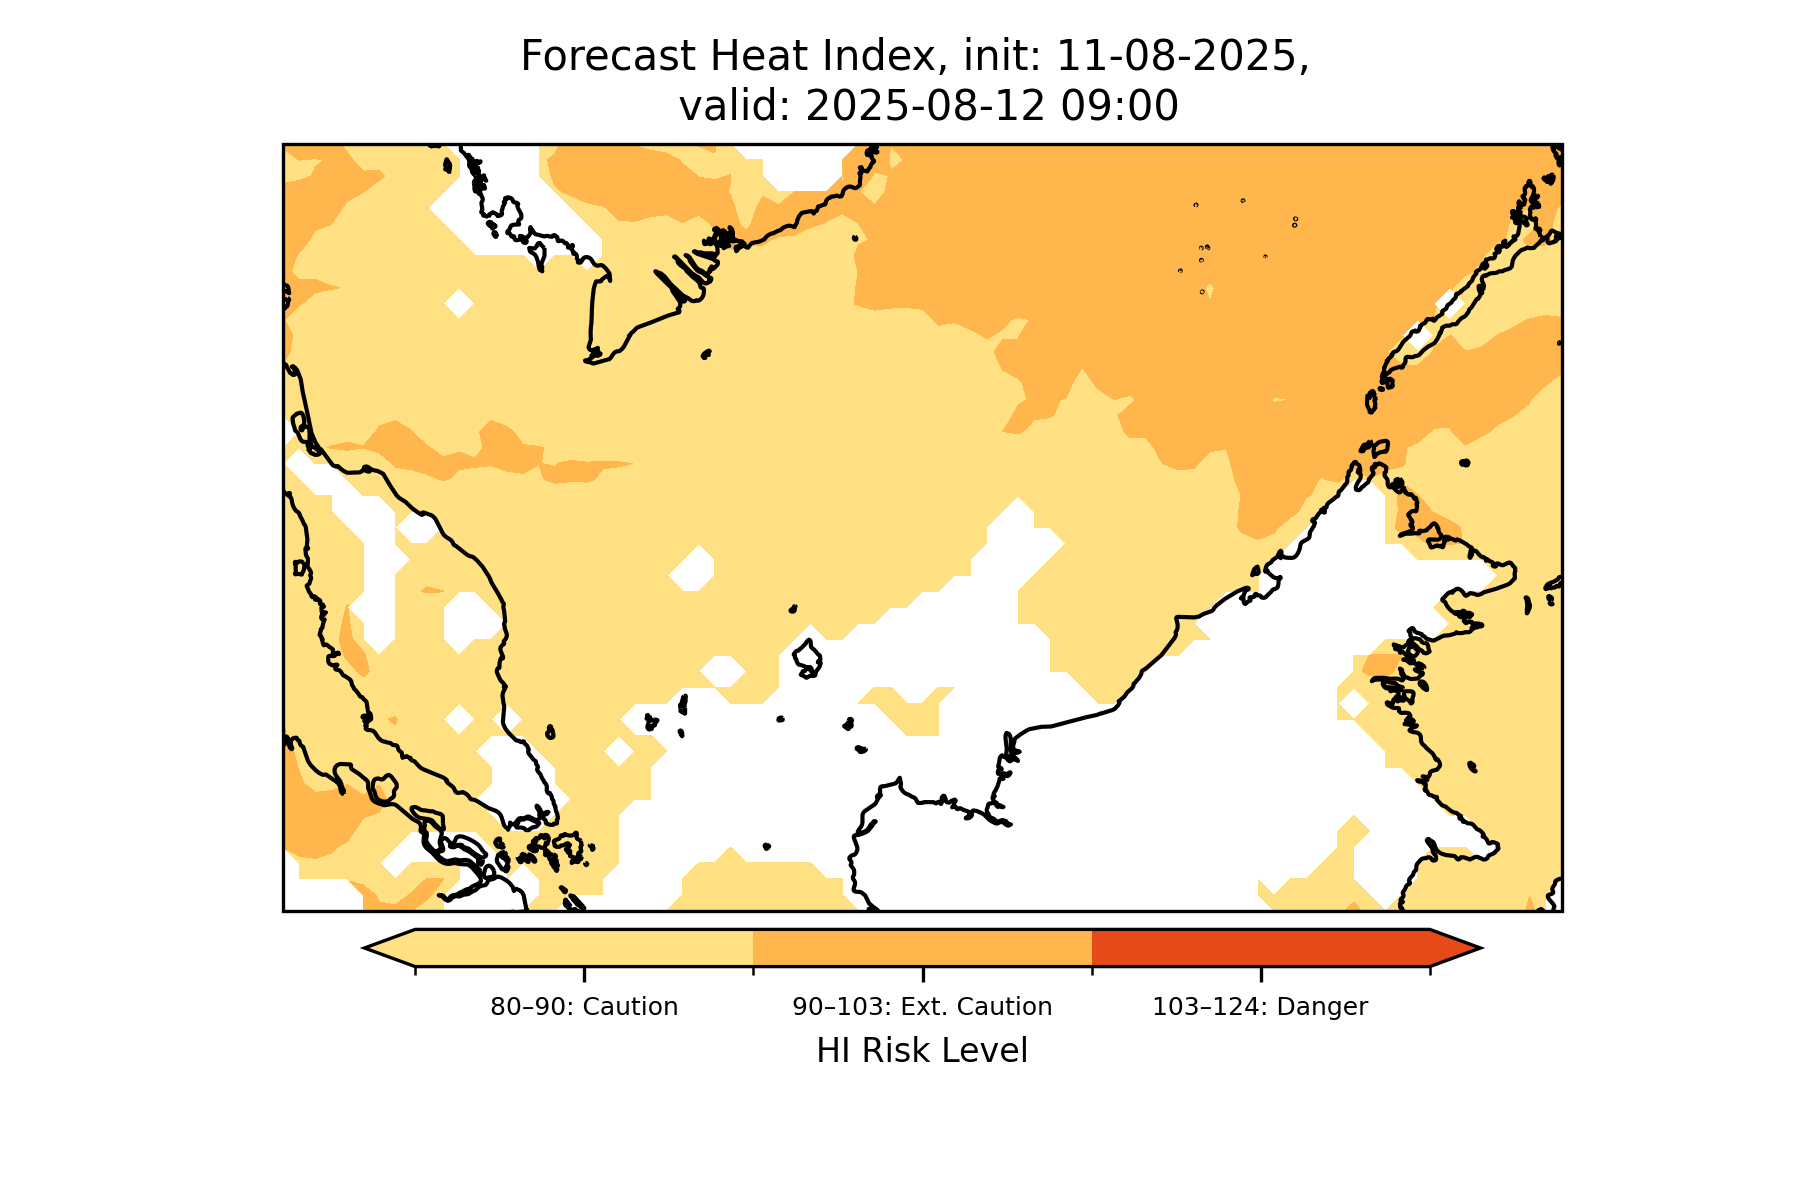 Forecast Heat Index, init: 11-08-2025,
valid: 2025-08-12 09:00
80–90: Caution
90–103: Ext. Caution
103–124: Danger
HI Risk Level